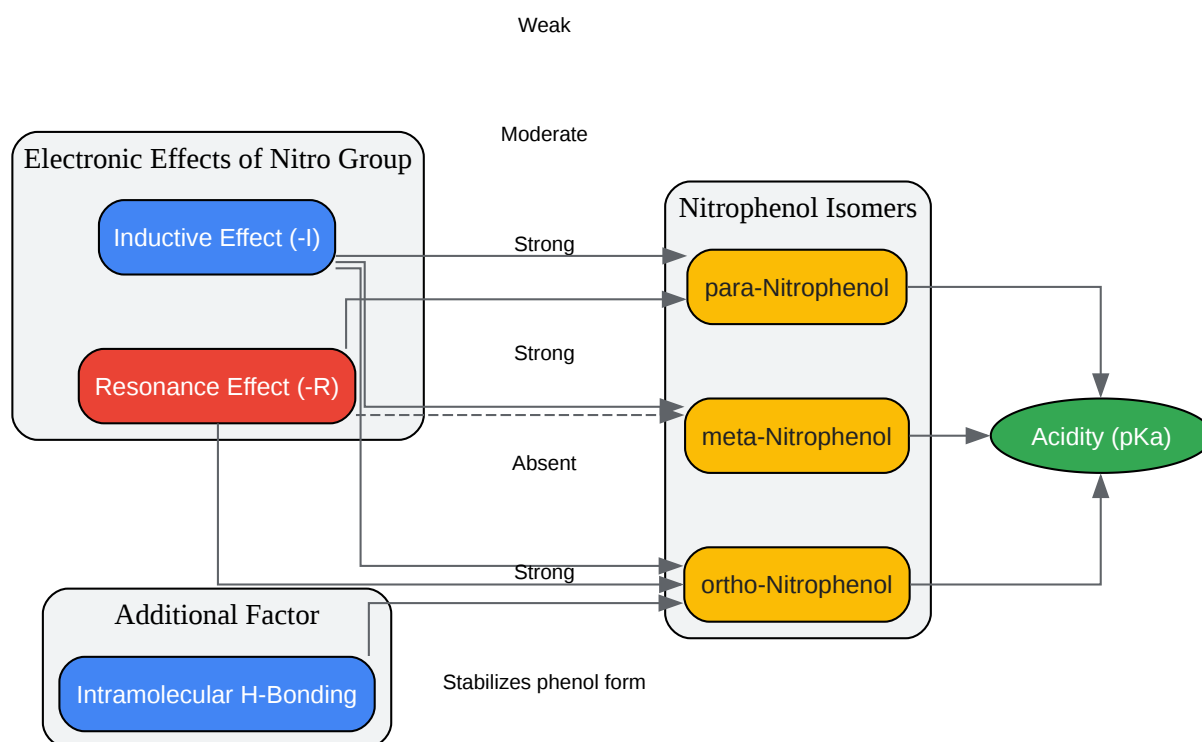 Weak
Moderate
Electronic Effects of Nitro Group
Inductive Effect (-I)
Resonance Effect (-R)
Strong
Strong
Absent
Strong
Nitrophenol Isomers
para-Nitrophenol
meta-Nitrophenol
ortho-Nitrophenol
Acidity (pKa)
Additional Factor
Intramolecular H-Bonding
Stabilizes phenol form